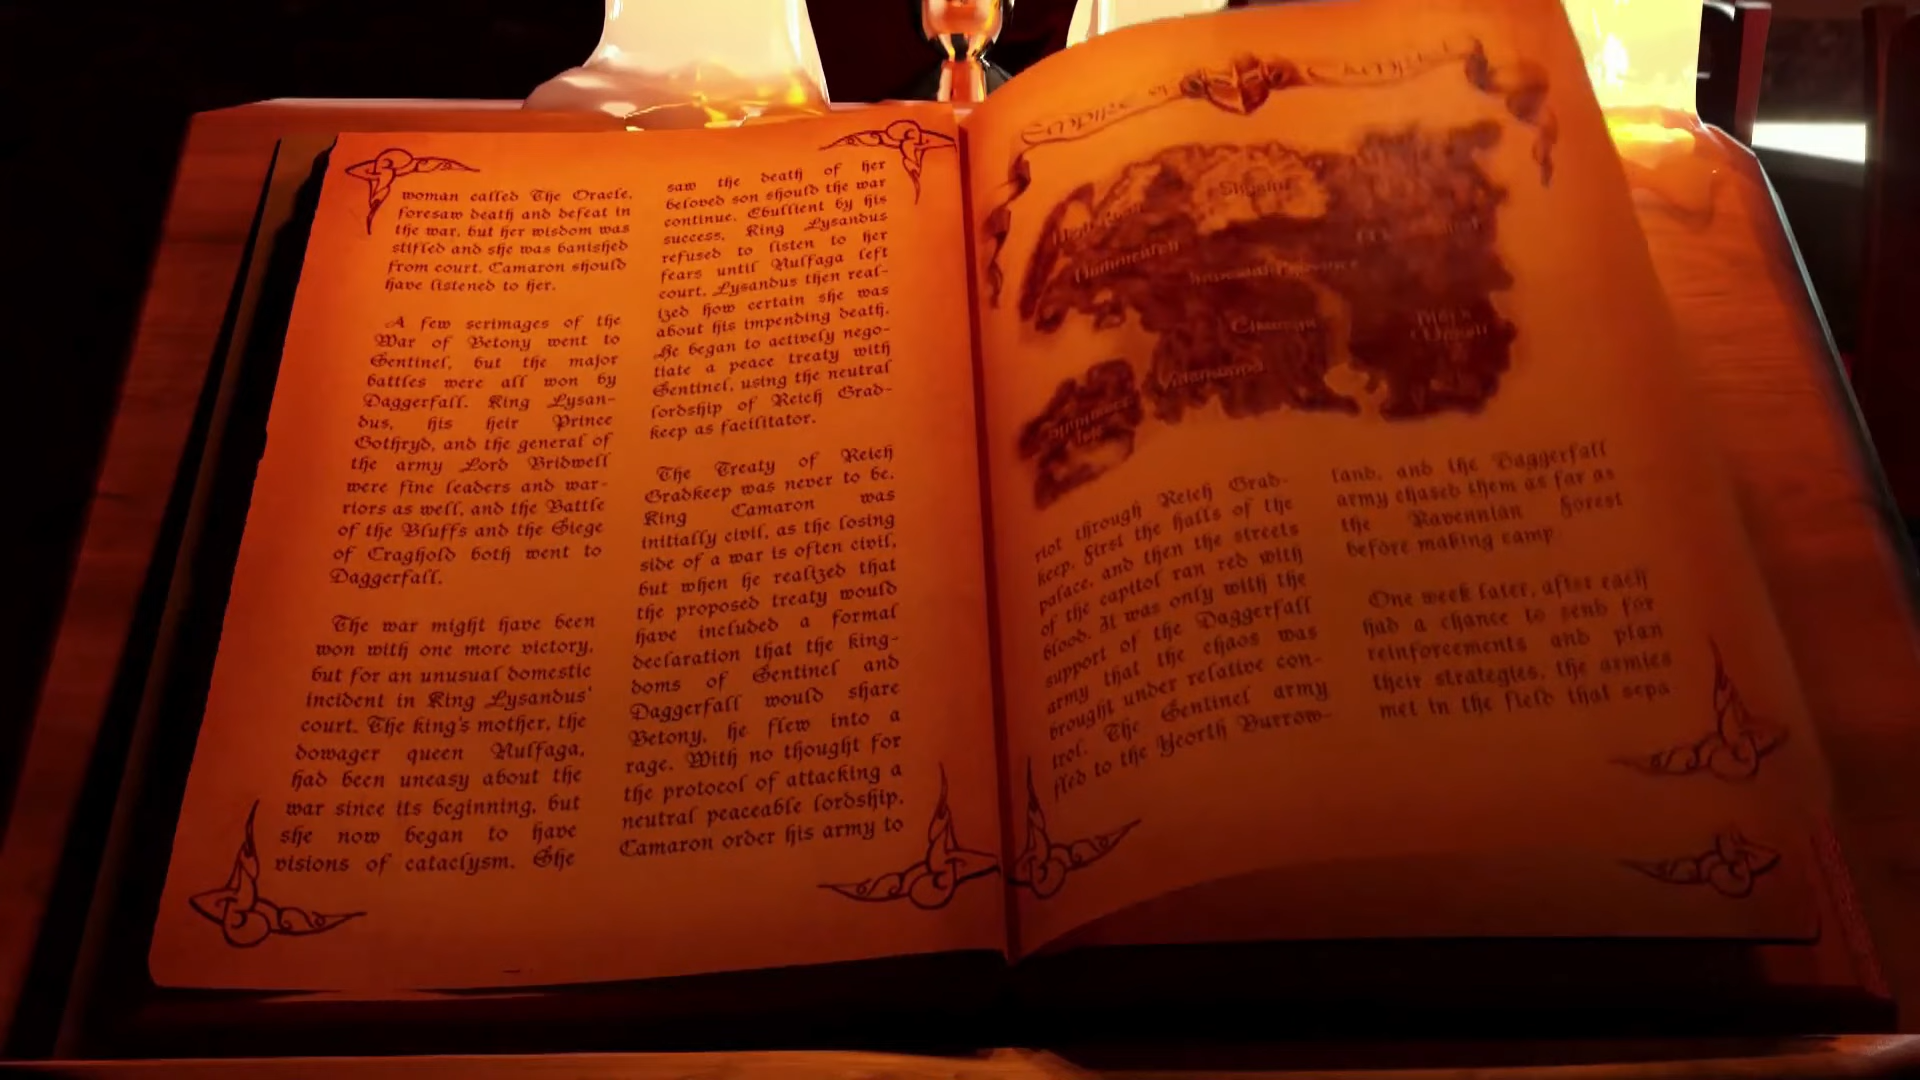 woman called The Oracle,
foresaw death and defeat in
the war, but her wisdom was
stifled and she was banished
from court. Camaron should
have listened to her.
A few scrimages of the
War of Betony went to
Sentinel, but the major
battles were all won by
Daggerfall. King Lysan-
dus, his heir Prince
Gothryd, and the general of
the army Lord Bridwell
were fine leaders and war-
riors as well, and the Battle
of the Bluffs and the Siege
of Craghold both went to
Daggerfall.
The war might have been
won with one more victory,
but for an unusual domestic
incident in King Lysandus'
court. The king's mother, the
dowager queen Nulfaga,
had been uneasy about the
war since its beginning, but
she now began to have
visions of cataclysm. She
saw the death of her
beloved son should the war
continue. Ebullient by his
success, King Lysandus
refused to listen to her
fears until Nulfaga left
court. Lysandus then real-
ized how certain she was
about his impending death.
He began to actively nego-
tiate a peace treaty with
Sentinel, using the neutral
lordship of Reich Grad-
keep as facilitator.
The Treaty of Reich
Gradkeep was never to be.
King Camaron was
initially civil, as the losing
side of a war is often civil,
but when he realized that
the proposed treaty would
have included a formal
declaration that the king-
doms of Sentinel and
Daggerfall would share
Betony, he flew into a
rage. With no thought for
the protocol of attacking a
neutral peaceable lordship,
Camaron order his army to
Skyrim
Hammerfell
Imperial Province
Elsweyr
Black
Marsh
Valenwood
Summerset
Isle
riot through Reich Grad-
keep. First the halls of the
palace, and then the streets
of the capitol ran red with
blood. It was only with the
support of the Daggerfall
army that the chaos was
brought under relative con-
trol. The Sentinel army
fled to the Yeorth Burrow-
land, and the Daggerfall
army chased them as far as
the Ravennian Forest
before making camp.
One week later, after each
had a chance to send for
reinforcements and plan
their strategies, the armies
met in the field that sepa